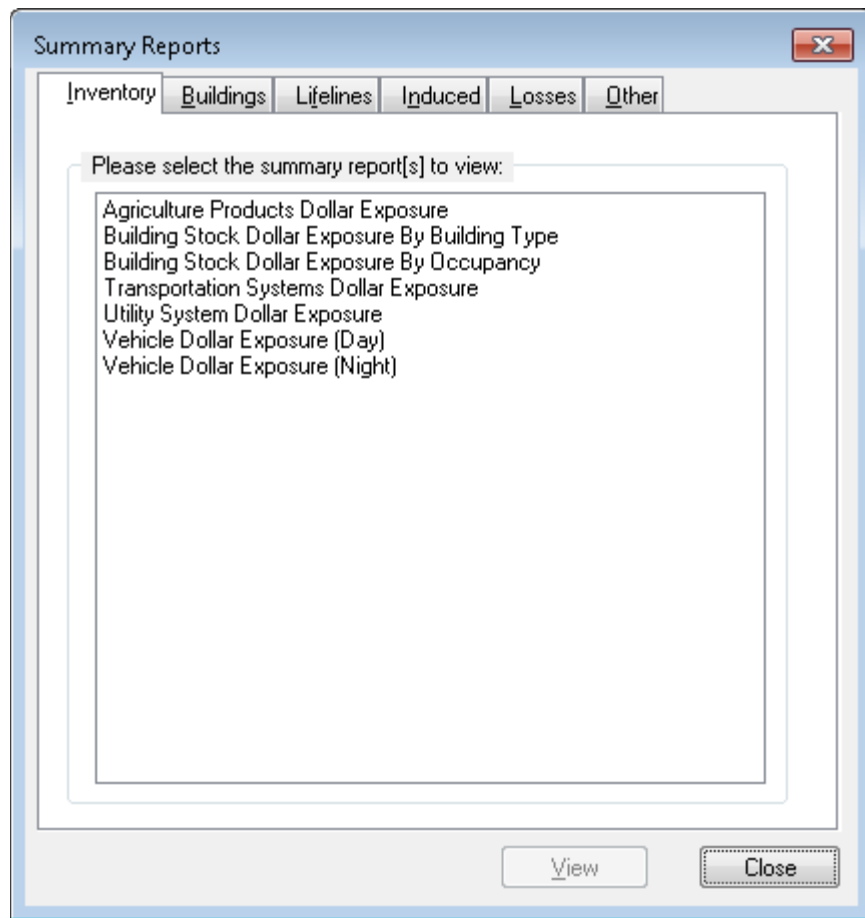 Summary Reports
Inventory Buildings Lifelines Induced Losses Other
Please select the summary report[s] to view:
Agriculture Products Dollar Exposure
Building Stock Dollar Exposure By Building Type
Building Stock Dollar Exposure By Occupancy
Transportation Systems Dollar Exposure
Utility System Dollar Exposure
Vehicle Dollar Exposure (Day)
Vehicle Dollar Exposure (Night)
View Close